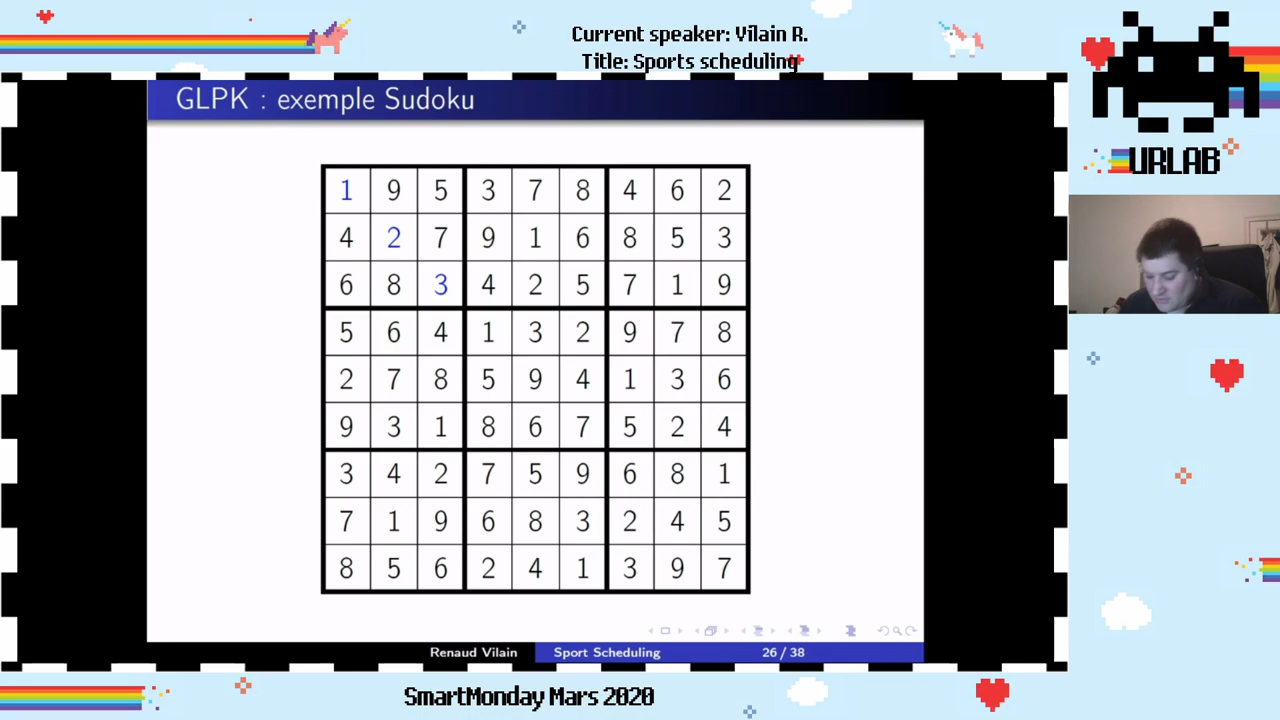 Current speaker: Vilain R.
Title: Sports scheduling
URLAB
GLPK : exemple Sudoku
1 9 5 3 7 8 4 6 2
4 2 7 9 1 6 8 5 3
6 8 3 4 2 5 7 1 9
5 6 4 1 3 2 9 7 8
2 7 8 5 9 4 1 3 6
9 3 1 8 6 7 5 2 4
3 4 2 7 5 9 6 8 1
7 1 9 6 8 3 2 4 5
8 5 6 2 4 1 3 9 7
Renaud Vilain Sport Scheduling 26 / 38
SmartMonday Mars 2020